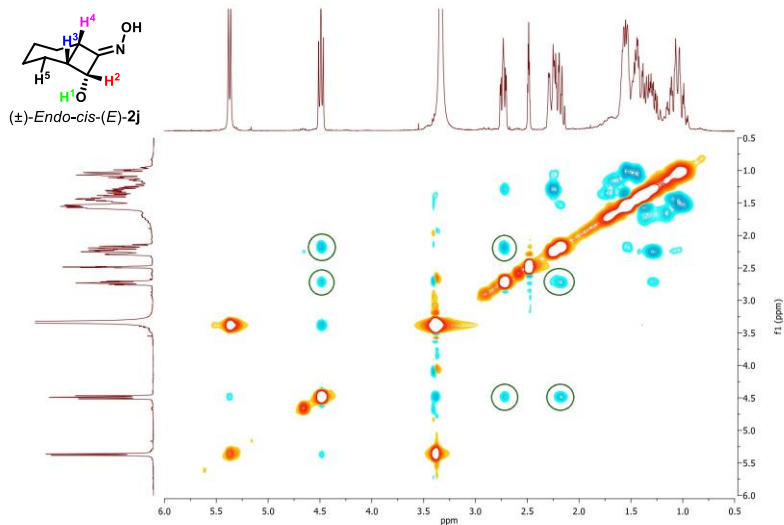 H⁴
OH
H³
N
H⁵
H²
H¹O
(±)-Endo-cis-(E)-2j
0.5
1.0
1.5
2.0
2.5
3.0
3.5
4.0
4.5
5.0
5.5
6.0
f1 (ppm)
6.0 5.5 5.0 4.5 4.0 3.5 3.0 2.5 2.0 1.5 1.0 0.5
ppm